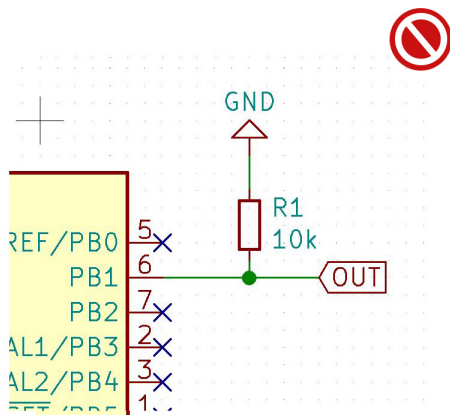 GND
R1
10k
REF/PB0 5
PB1 6
OUT
PB2 7
AL1/PB3 2
AL2/PB4 3
1